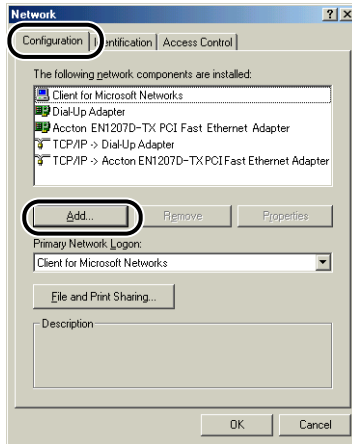 Network
Configuration Identification Access Control
The following network components are installed:
Client for Microsoft Networks
Dial-Up Adapter
Accton EN1207D-TX PCI Fast Ethernet Adapter
TCP/IP -> Dial-Up Adapter
TCP/IP -> Accton EN1207D-TX PCI Fast Ethernet Adapter
Add... Remove Properties
Primary Network Logon:
Client for Microsoft Networks
File and Print Sharing...
Description
OK Cancel